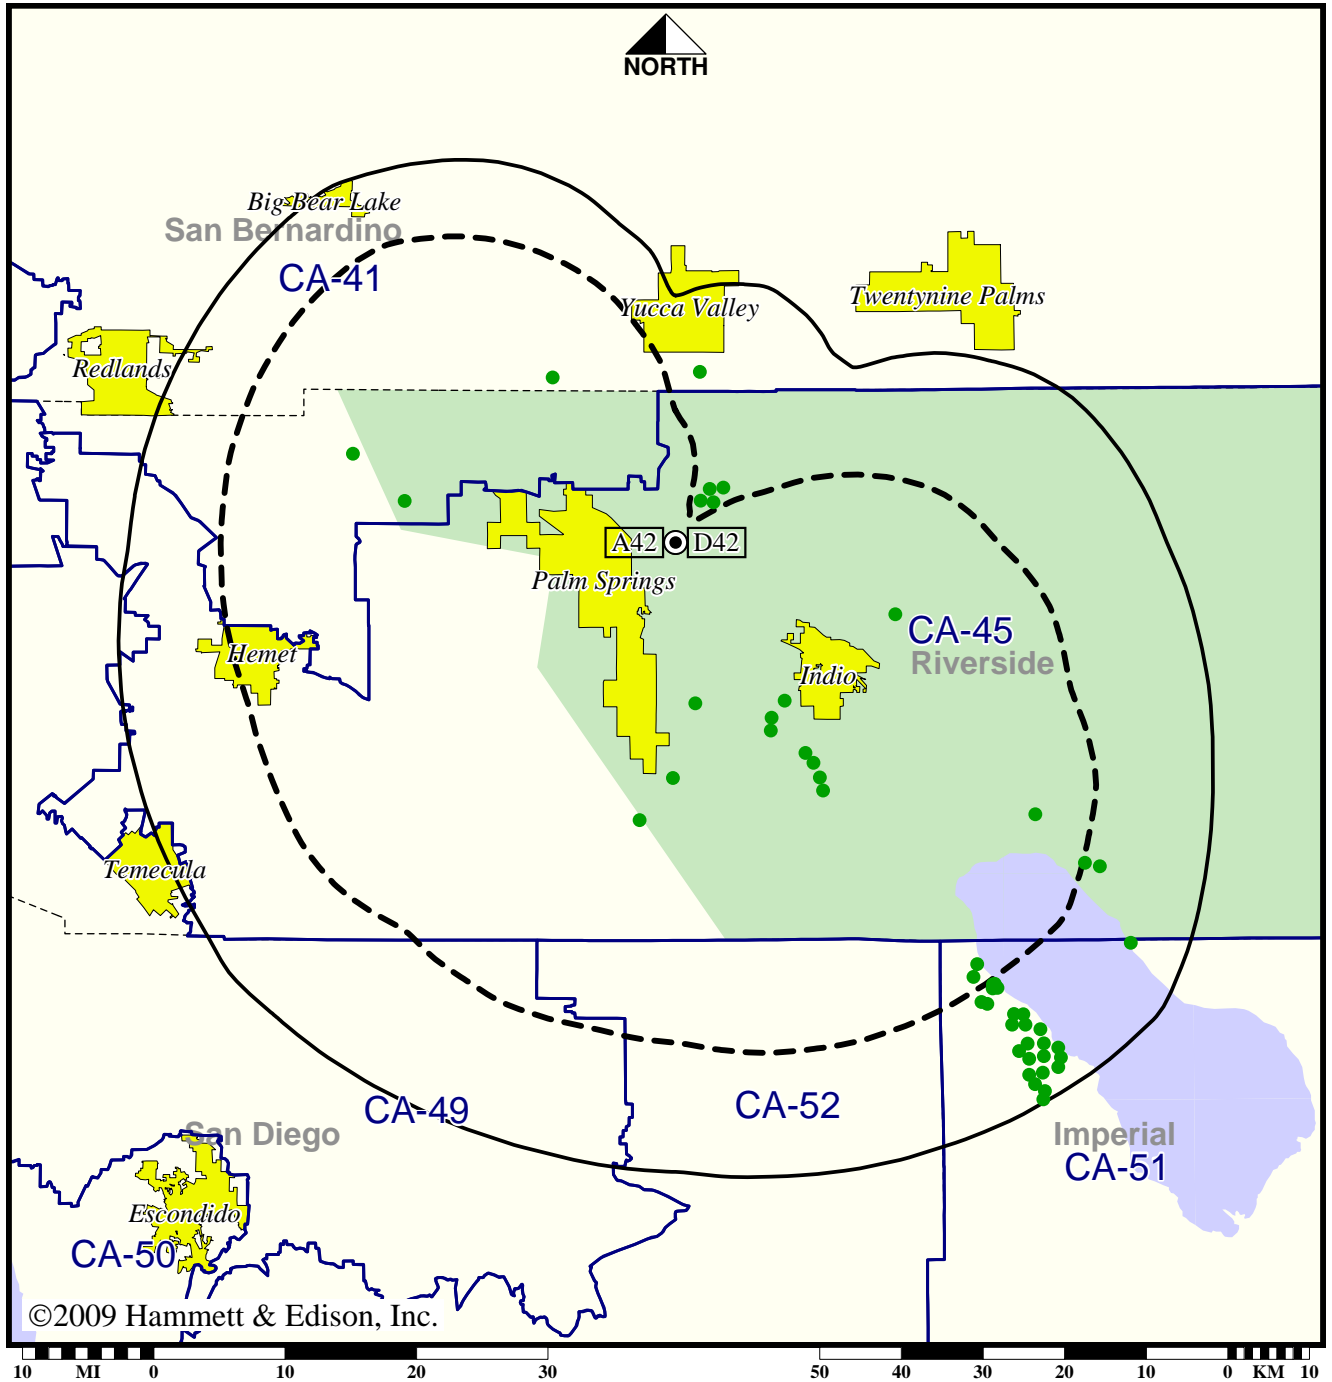 NORTH
Big Bear Lake
San Bernardino
CA-41
Yucca Valley
Twentynine Palms
Redlands
A42
D42
Palm Springs
CA-45
Riverside
Hemet
Indio
Temecula
CA-49
CA-52
San Diego
Imperial
CA-51
Escondido
CA-50
©2009 Hammett & Edison, Inc.
10 MI 0 10 20 30 50 40 30 20 10 0 KM 10